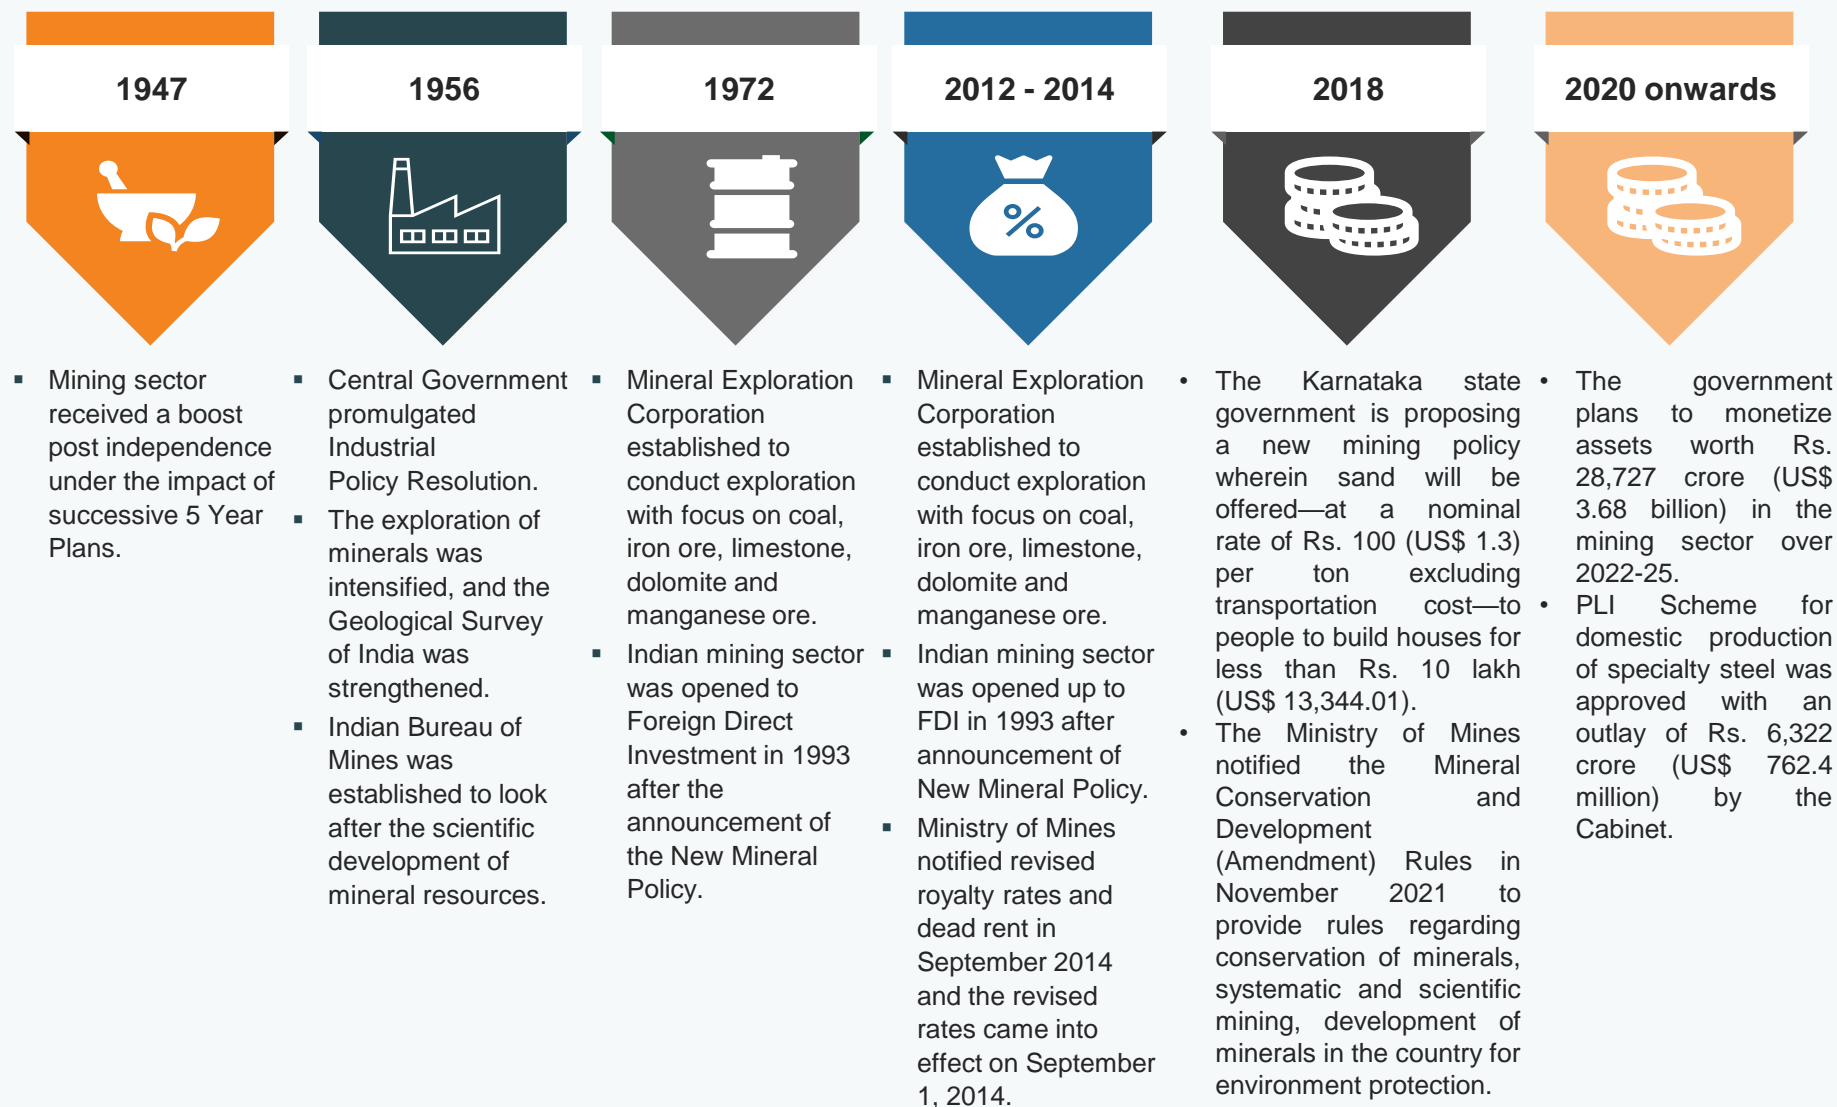 1947
Mining sector
received a boost
post independence
under the impact of
successive 5 Year
Plans.
1956
Central Government
promulgated
Industrial
Policy Resolution.
The exploration of
minerals was
intensified, and the
Geological Survey
of India was
strengthened.
Indian Bureau of
Mines was
established to look
after the scientific
development of
mineral resources.
1972
Mineral Exploration
Corporation
established to
conduct exploration
with focus on coal,
iron ore, limestone,
dolomite and
manganese ore.
Indian mining sector
was opened to
Foreign Direct
Investment in 1993
after the
announcement of
the New Mineral
Policy.
2012 - 2014
Mineral Exploration
Corporation
established to
conduct exploration
with focus on coal,
iron ore, limestone,
dolomite and
manganese ore.
Indian mining sector
was opened up to
FDI in 1993 after
announcement of
New Mineral Policy.
Ministry of Mines
notified revised
royalty rates and
dead rent in
September 2014
and the revised
rates came into
effect on September
1, 2014.
2018
The Karnataka state
government is proposing
a new mining policy
wherein sand will be
offered—at a nominal
rate of Rs. 100 (US$ 1.3)
per ton excluding
transportation cost—to
people to build houses for
less than Rs. 10 lakh
(US$ 13,344.01).
The Ministry of Mines
notified the Mineral
Conservation and
Development
(Amendment) Rules in
November 2021 to
provide rules regarding
conservation of minerals,
systematic and scientific
mining, development of
minerals in the country for
environment protection.
2020 onwards
The government
plans to monetize
assets worth Rs.
28,727 crore (US$
3.68 billion) in the
mining sector over
2022-25.
PLI Scheme for
domestic production
of specialty steel was
approved with an
outlay of Rs. 6,322
crore (US$ 762.4
million) by the
Cabinet.
%